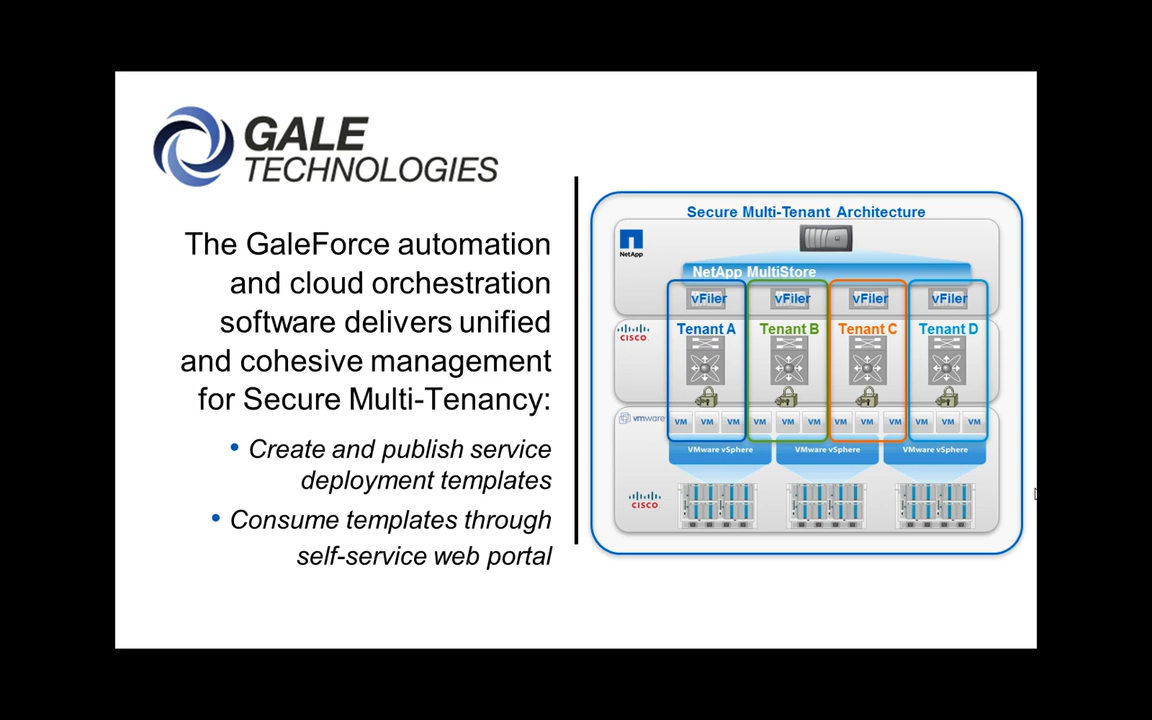 GALE
TECHNOLOGIES
The GaleForce automation
and cloud orchestration
software delivers unified
and cohesive management
for Secure Multi-Tenancy:
• Create and publish service
deployment templates
• Consume templates through
self-service web portal
Secure Multi-Tenant Architecture
NetApp
NetApp MultiStore
vFiler vFiler vFiler vFiler
CISCO
Tenant A Tenant B Tenant C Tenant D
vmware
VM VM VM VM VM VM VM VM VM VM VM VM
VMware vSphere VMware vSphere VMware vSphere
CISCO